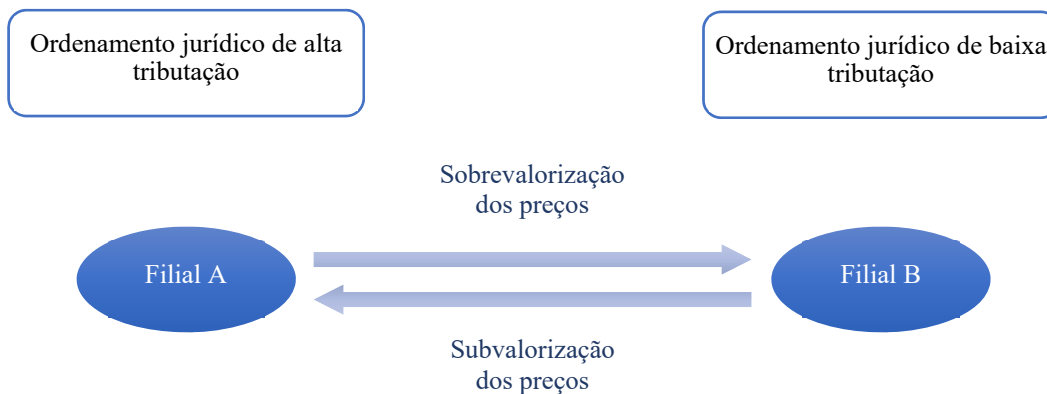 Ordenamento jurídico de alta
tributação
Ordenamento jurídico de baixa
tributação
Sobrevalorização
dos preços
Filial A
Filial B
Subvalorização
dos preços